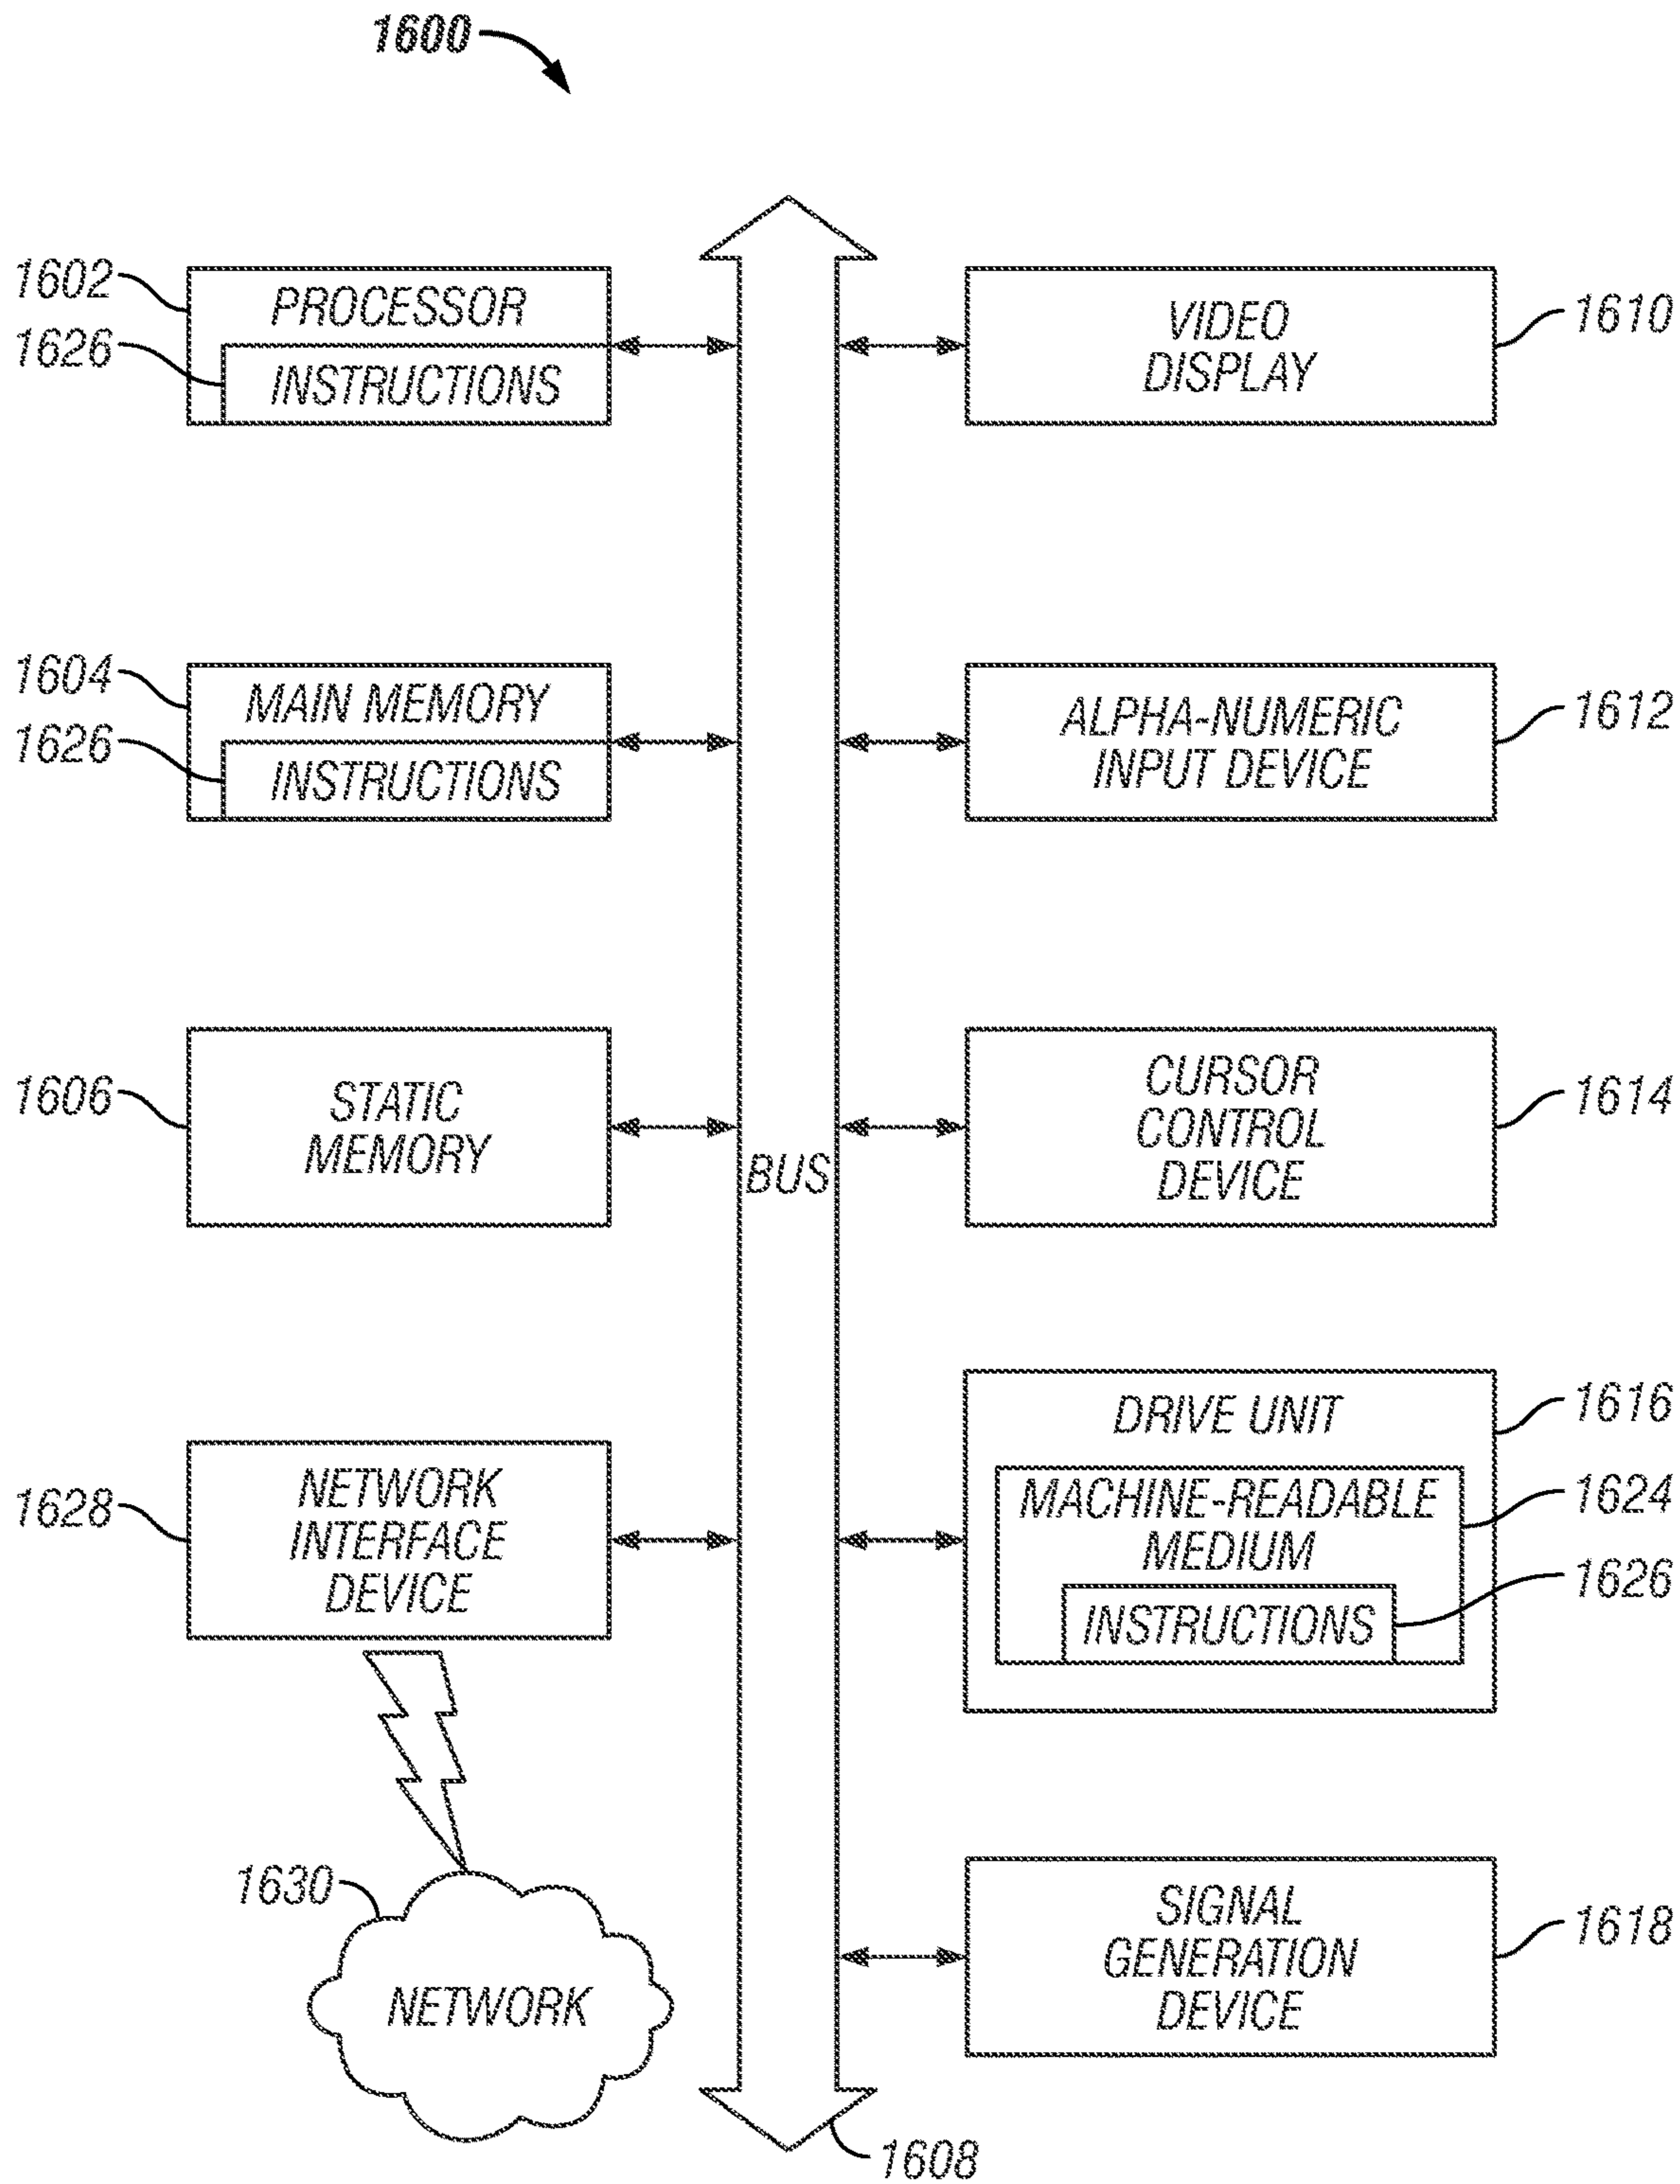 1600
1602
PROCESSOR
1626
INSTRUCTIONS
VIDEO
DISPLAY
1610
1604
MAIN MEMORY
1626
INSTRUCTIONS
ALPHA-NUMERIC
INPUT DEVICE
1612
1606
STATIC
MEMORY
BUS
CURSOR
CONTROL
DEVICE
1614
1628
NETWORK
INTERFACE
DEVICE
DRIVE UNIT
1616
MACHINE-READABLE
MEDIUM
1624
INSTRUCTIONS
1626
1630
NETWORK
SIGNAL
GENERATION
DEVICE
1618
1608